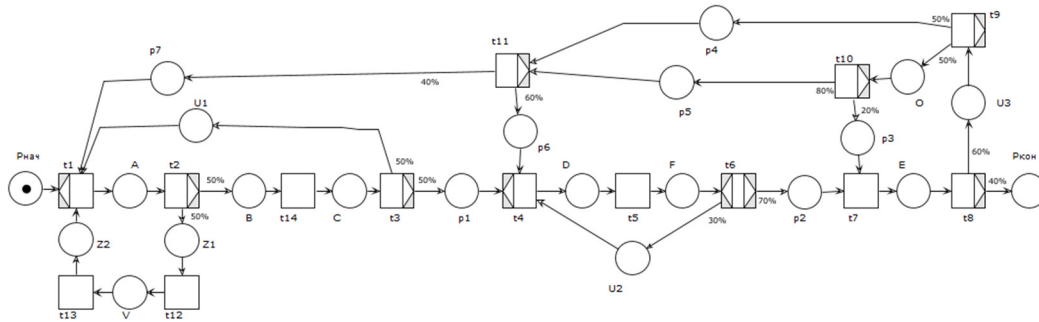 50%
t9
p4
t11
p7
t10
50%
40%
80%
O
U3
60%
p5
20%
U1
p6
p3
50%
60%
Pнач
t1
A
t2
D
F
t6
E
Pкон
50%
50%
40%
B
t14
C
t3
p1
t4
t5
70%
p2
t7
t8
50%
30%
Z2
Z1
U2
t13
V
t12